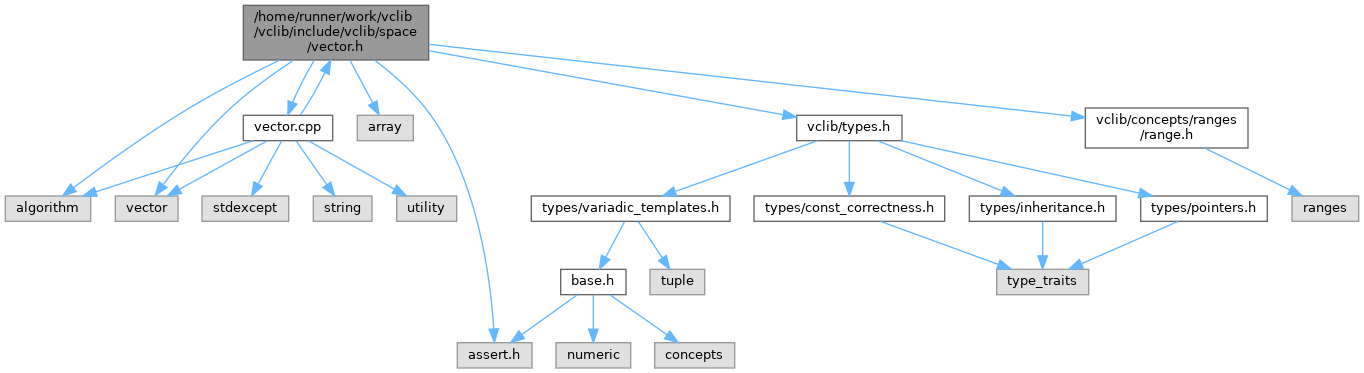 /home/runner/work/vclib
/vclib/include/vclib/space
/vector.h
vector.cpp
array
vclib/types.h
vclib/concepts/ranges
/range.h
algorithm
vector
stdexcept
string
utility
types/variadic_templates.h
types/const_correctness.h
types/inheritance.h
types/pointers.h
ranges
base.h
tuple
type_traits
assert.h
numeric
concepts